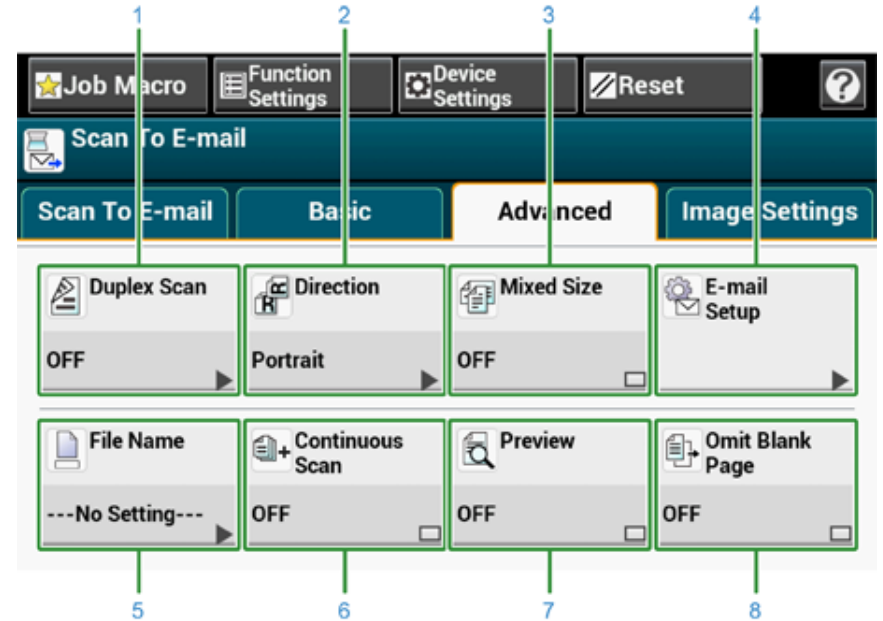 1 2 3 4
Job Macro
Function
Settings
Device
Settings
Reset
?
Scan To E-mail
Scan To E-mail
Basic
Advanced
Image Settings
Duplex Scan
OFF
Direction
Portrait
Mixed Size
OFF
E-mail
Setup
File Name
---No Setting---
Continuous
Scan
OFF
Preview
OFF
Omit Blank
Page
OFF
5 6 7 8